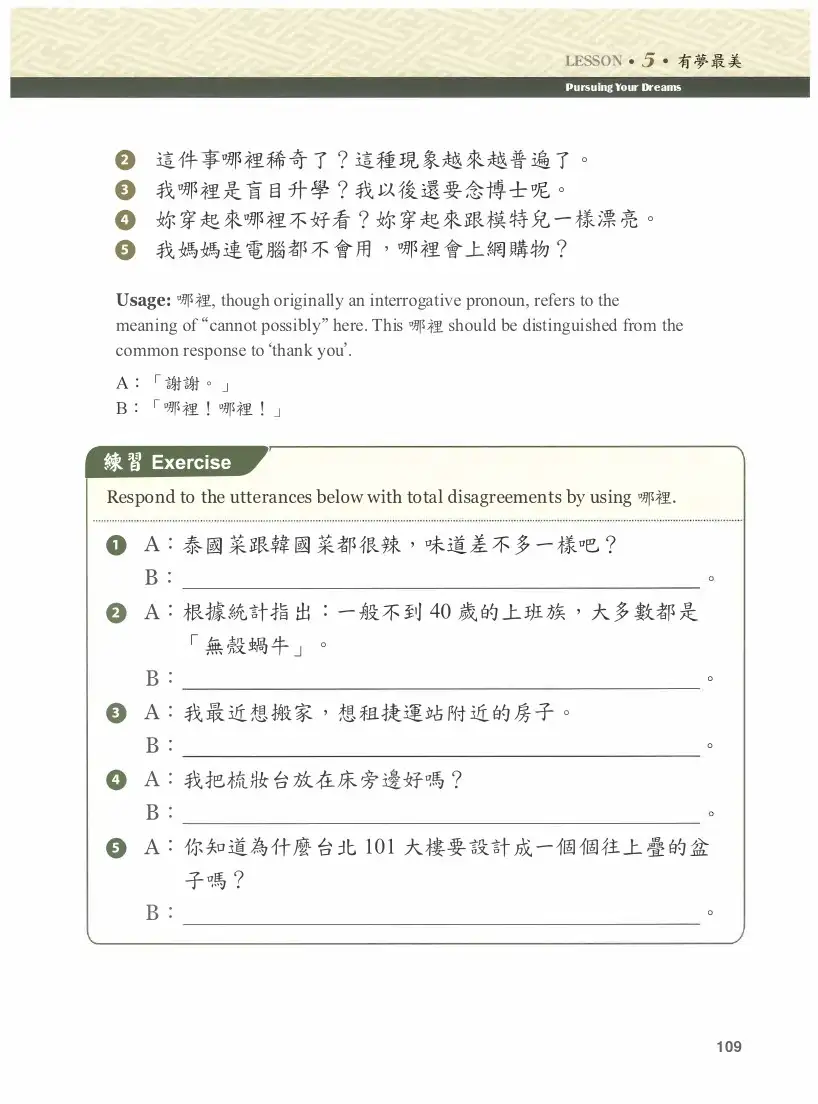 LESSON • 5 • 有夢最美
Pursuing Your Dreams
2 這件事哪裡稀奇了？這種現象越來越普遍了。
3 我哪裡是盲目升學？我以後還要念博士呢。
4 妳穿起來哪裡不好看？妳穿起來跟模特兒一樣漂亮。
5 我媽媽連電腦都不會用，哪裡會上網購物？
Usage: 哪裡, though originally an interrogative pronoun, refers to the
meaning of “cannot possibly” here. This 哪裡 should be distinguished from the
common response to ‘thank you’.
A：「謝謝。」
B：「哪裡！哪裡！」
練習 Exercise
Respond to the utterances below with total disagreements by using 哪裡.
1 A：泰國菜跟韓國菜都很辣，味道差不多一樣吧？
B：。
2 A：根據統計指出：一般不到 40 歲的上班族，大多數都是
「無殼蝸牛」。
B：。
3 A：我最近想搬家，想租捷運站附近的房子。
B：。
4 A：我把梳妝台放在床旁邊好嗎？
B：。
5 A：你知道為什麼台北 101 大樓要設計成一個個往上疊的盆
子嗎？
B：。
109